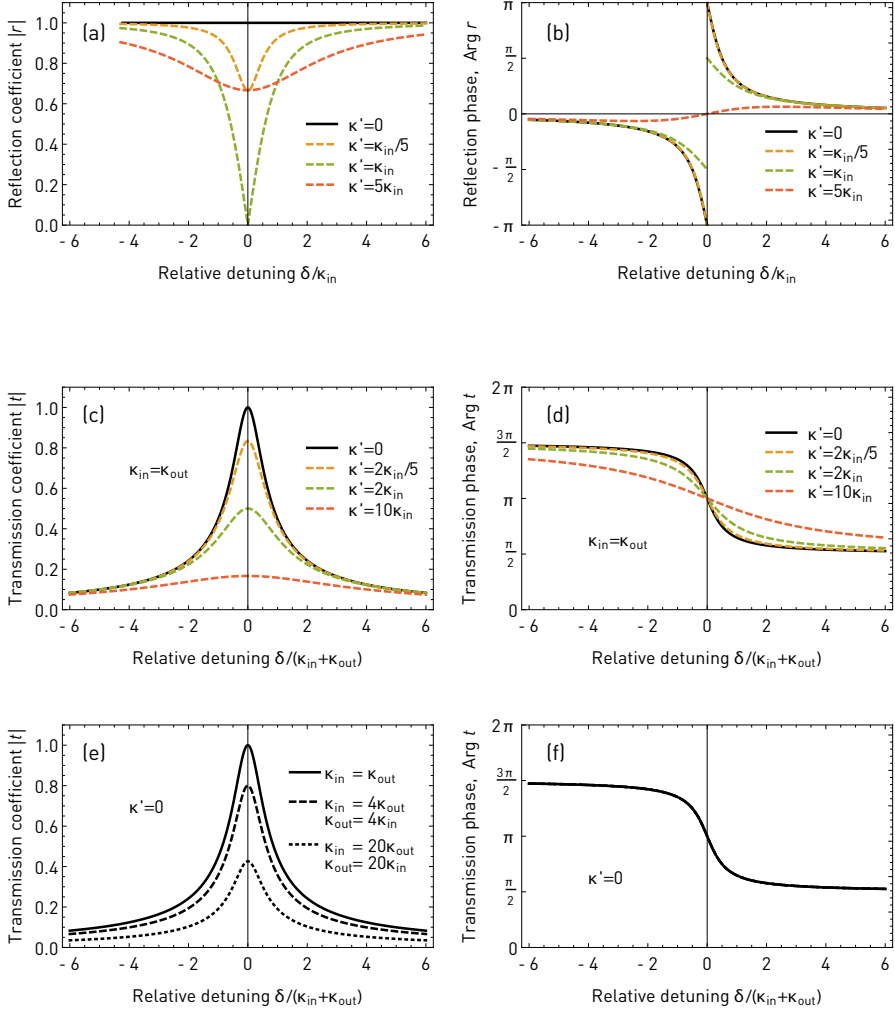 (a)
Reflection coefficient |r|
1.0
0.8
0.6
0.4
0.2
0.0
κ'=0
κ'=κin/5
κ'=κin
κ'=5κin
- 6 - 4 - 2 0 2 4 6
Relative detuning δ/κin
(b)
Reflection phase, Arg r
π
π/2
0
- π/2
- π
κ'=0
κ'=κin/5
κ'=κin
κ'=5κin
- 6 - 4 - 2 0 2 4 6
Relative detuning δ/κin
(c)
Transmission coefficient |t|
1.0
0.8
0.6
0.4
0.2
0.0
κin=κout
κ'=0
κ'=2κin/5
κ'=2κin
κ'=10κin
- 6 - 4 - 2 0 2 4 6
Relative detuning δ/(κin+κout)
(d)
Transmission phase, Arg t
2π
3π/2
π
π/2
0
κ'=0
κ'=2κin/5
κ'=2κin
κ'=10κin
κin=κout
- 6 - 4 - 2 0 2 4 6
Relative detuning δ/(κin+κout)
(e)
Transmission coefficient |t|
1.0
0.8
0.6
0.4
0.2
0.0
κ'=0
κin = κout
κin = 4κout
κout= 4κin
κin = 20κout
κout= 20κin
- 6 - 4 - 2 0 2 4 6
Relative detuning δ/(κin+κout)
(f)
Transmission phase, Arg t
2π
3π/2
π
π/2
0
κ'=0
- 6 - 4 - 2 0 2 4 6
Relative detuning δ/(κin+κout)